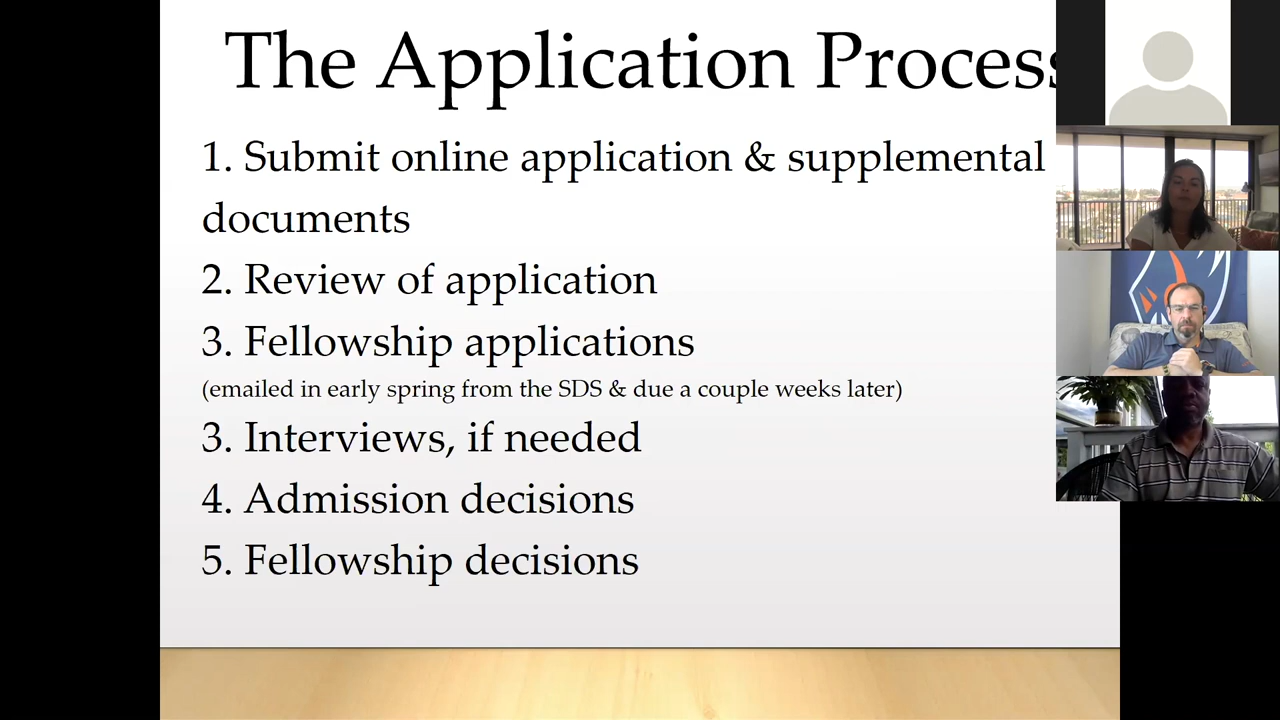 The Application Process
1. Submit online application & supplemental
documents
2. Review of application
3. Fellowship applications
(emailed in early spring from the SDS & due a couple weeks later)
3. Interviews, if needed
4. Admission decisions
5. Fellowship decisions